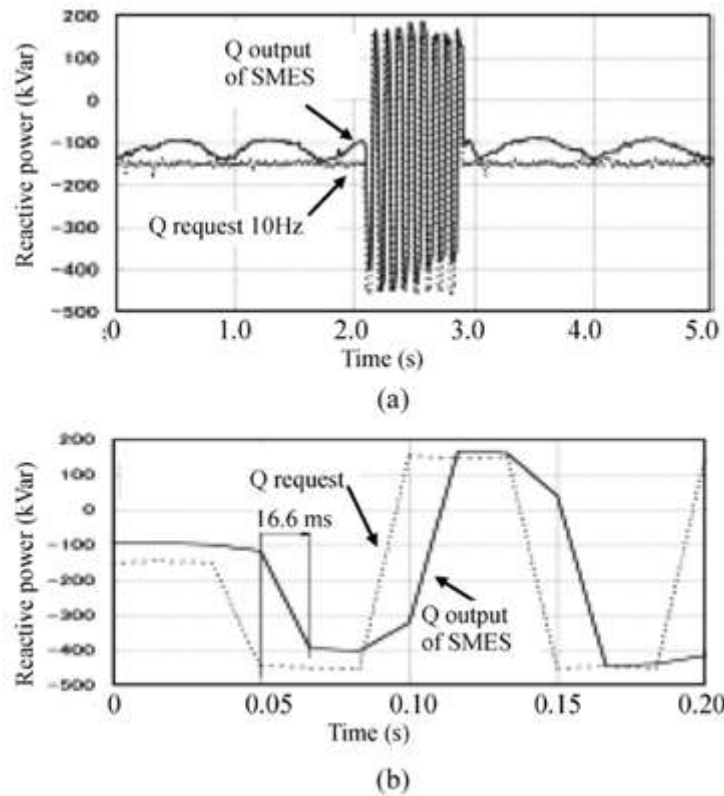 200
100
0
-100
-200
-300
-400
-500
Reactive power (kVar)
Q output
of SMES
Q request 10Hz
:0 1.0 2.0 3.0 4.0 5.0
Time (s)
(a)
200
100
0
-100
-200
-300
-400
-500
Reactive power (kVar)
Q request
16.6 ms
Q output
of SMES
0 0.05 0.10 0.15 0.20
Time (s)
(b)